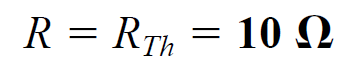 R = R_Th = 10 Ω